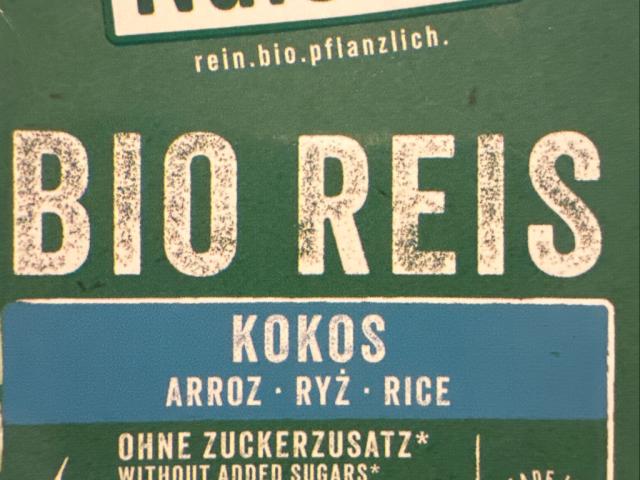 rein.bio.pflanzlich.
BIO REIS
KOKOS
ARROZ · RYŻ · RICE
OHNE ZUCKERZUSATZ*
WITHOUT ADDED SUGARS*